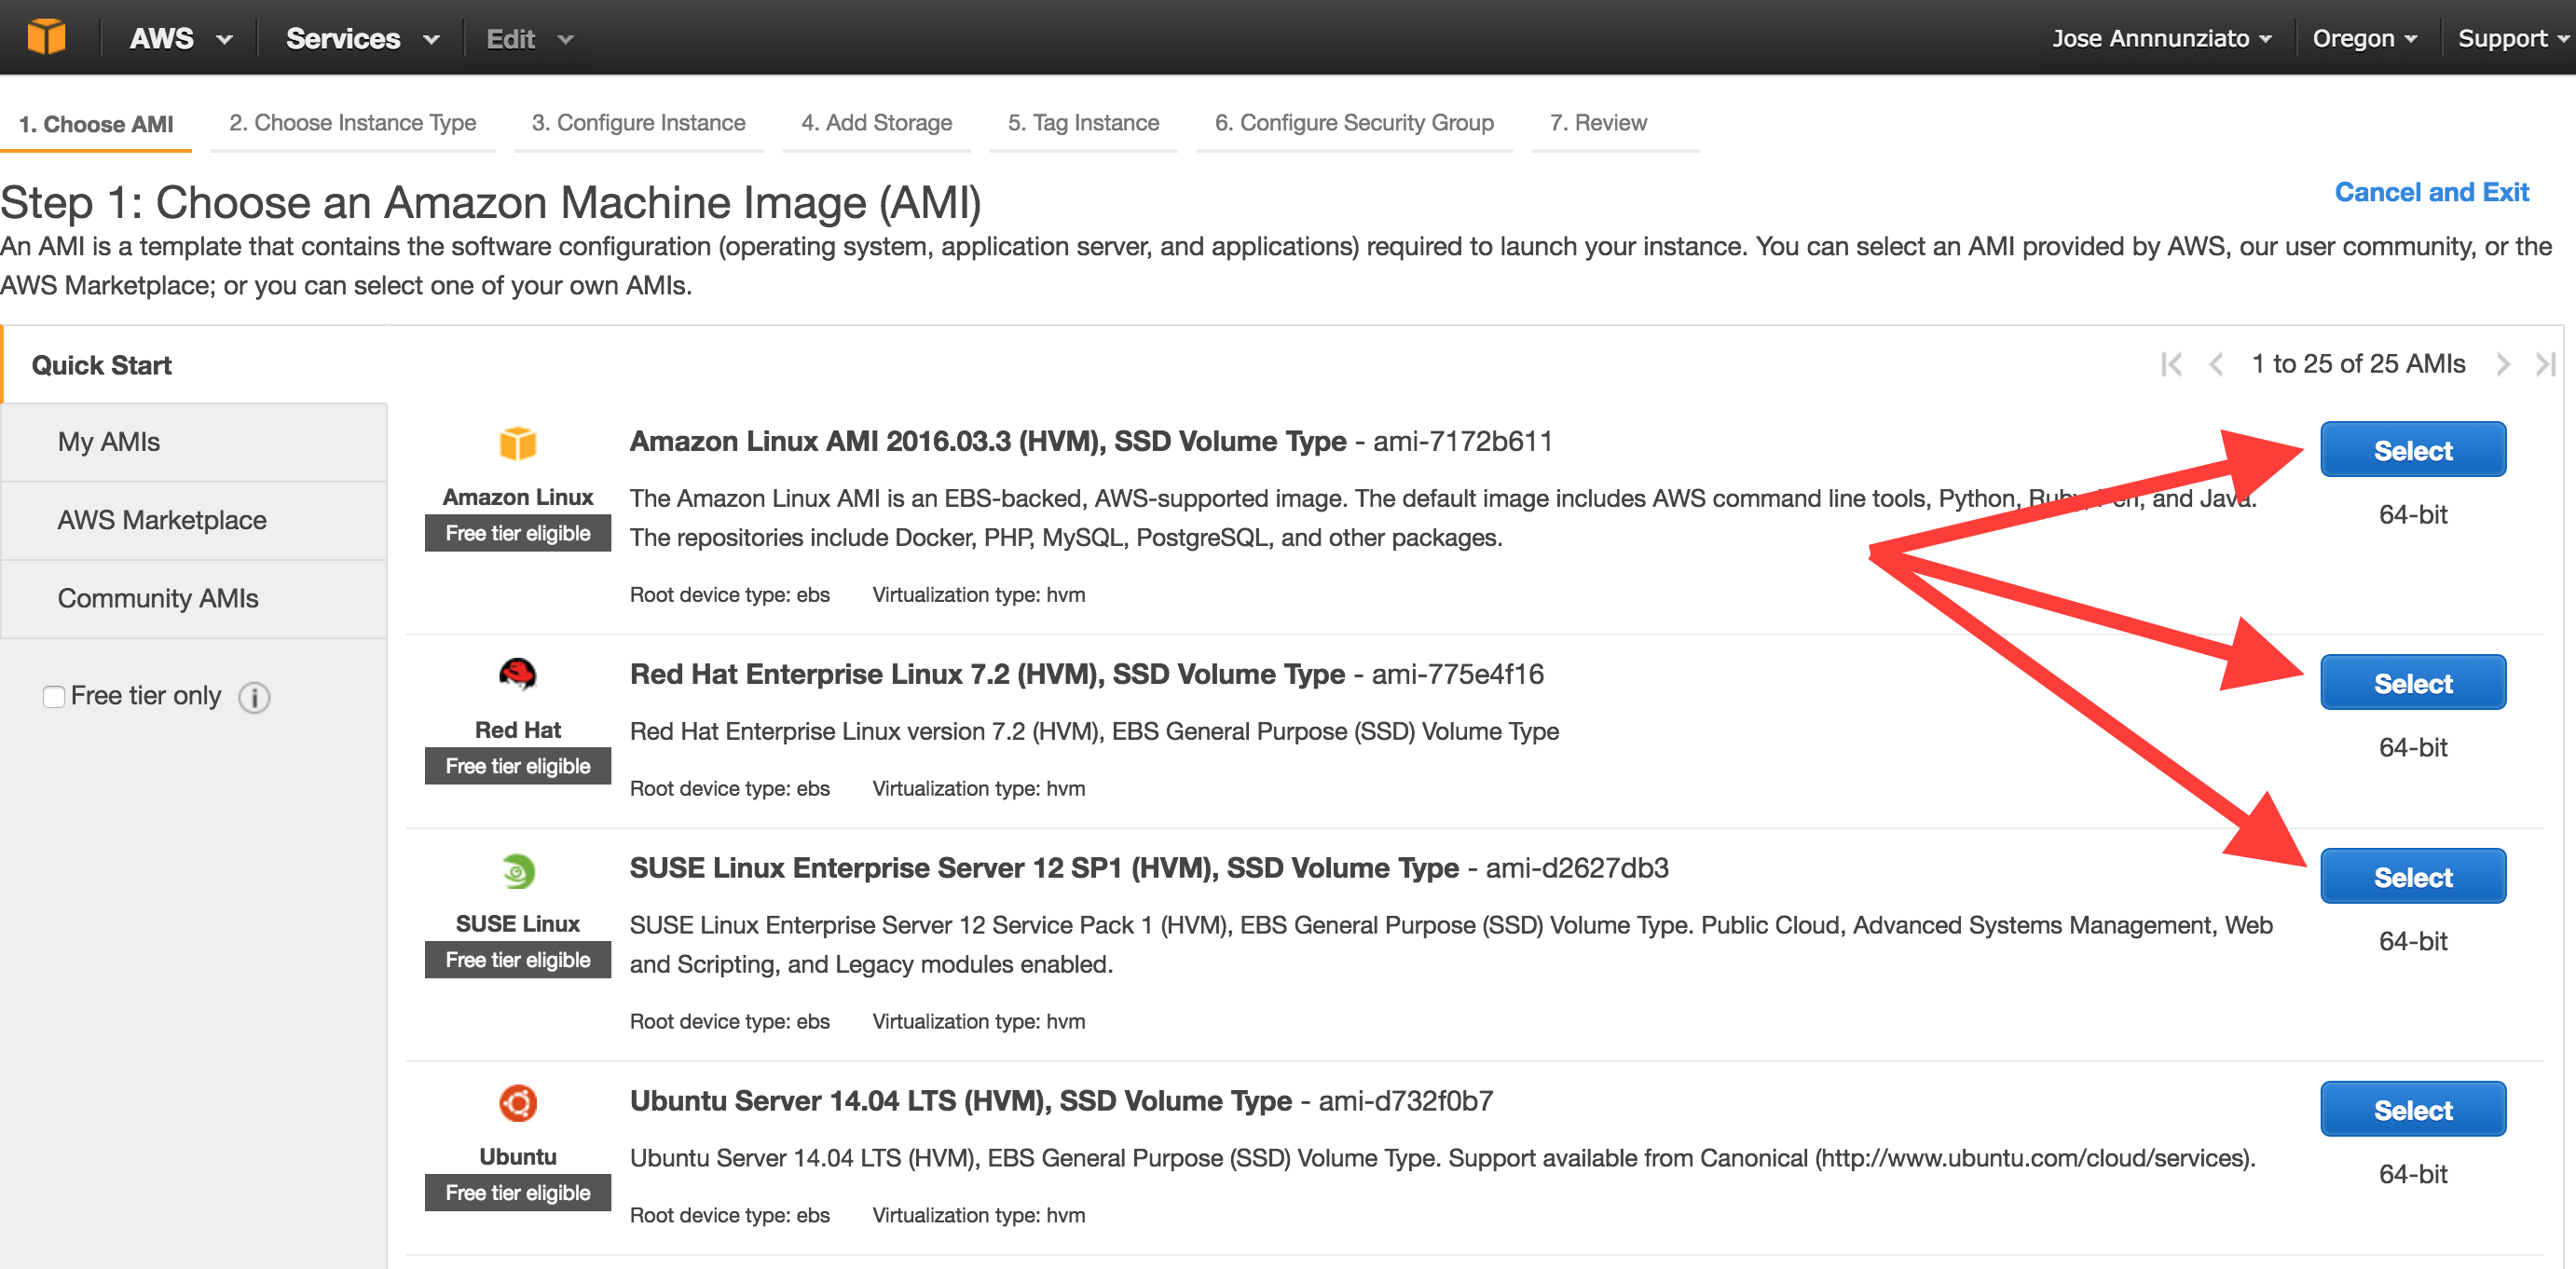 AWS Services Edit Jose Annnunziato Oregon Support
1. Choose AMI 2. Choose Instance Type 3. Configure Instance 4. Add Storage 5. Tag Instance 6. Configure Security Group 7. Review
Step 1: Choose an Amazon Machine Image (AMI)
Cancel and Exit
An AMI is a template that contains the software configuration (operating system, application server, and applications) required to launch your instance. You can select an AMI provided by AWS, our user community, or the
AWS Marketplace; or you can select one of your own AMIs.
Quick Start
My AMIs
AWS Marketplace
Community AMIs
Free tier only i
1 to 25 of 25 AMIs
Amazon Linux
Free tier eligible
Amazon Linux AMI 2016.03.3 (HVM), SSD Volume Type - ami-7172b611
The Amazon Linux AMI is an EBS-backed, AWS-supported image. The default image includes AWS command line tools, Python, Ruby, Perl, and Java.
The repositories include Docker, PHP, MySQL, PostgreSQL, and other packages.
Root device type: ebs Virtualization type: hvm
Select
64-bit
Red Hat
Free tier eligible
Red Hat Enterprise Linux 7.2 (HVM), SSD Volume Type - ami-775e4f16
Red Hat Enterprise Linux version 7.2 (HVM), EBS General Purpose (SSD) Volume Type
Root device type: ebs Virtualization type: hvm
Select
64-bit
SUSE Linux
Free tier eligible
SUSE Linux Enterprise Server 12 SP1 (HVM), SSD Volume Type - ami-d2627db3
SUSE Linux Enterprise Server 12 Service Pack 1 (HVM), EBS General Purpose (SSD) Volume Type. Public Cloud, Advanced Systems Management, Web
and Scripting, and Legacy modules enabled.
Root device type: ebs Virtualization type: hvm
Select
64-bit
Ubuntu
Free tier eligible
Ubuntu Server 14.04 LTS (HVM), SSD Volume Type - ami-d732f0b7
Ubuntu Server 14.04 LTS (HVM), EBS General Purpose (SSD) Volume Type. Support available from Canonical (http://www.ubuntu.com/cloud/services).
Root device type: ebs Virtualization type: hvm
Select
64-bit